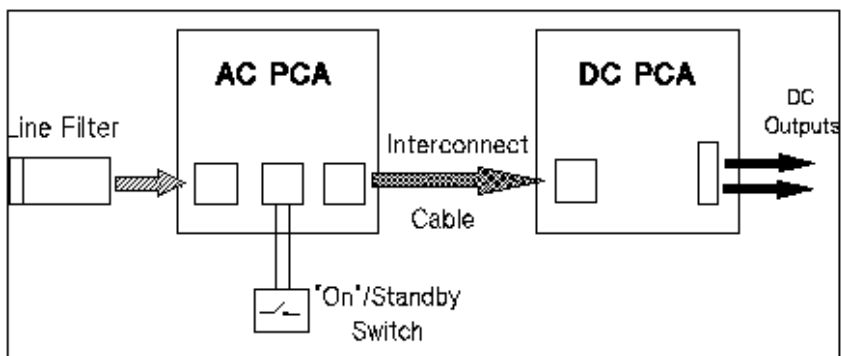 AC PCA
DC PCA
Line Filter
Interconnect
Cable
DC
Outputs
"On"/Standby
Switch